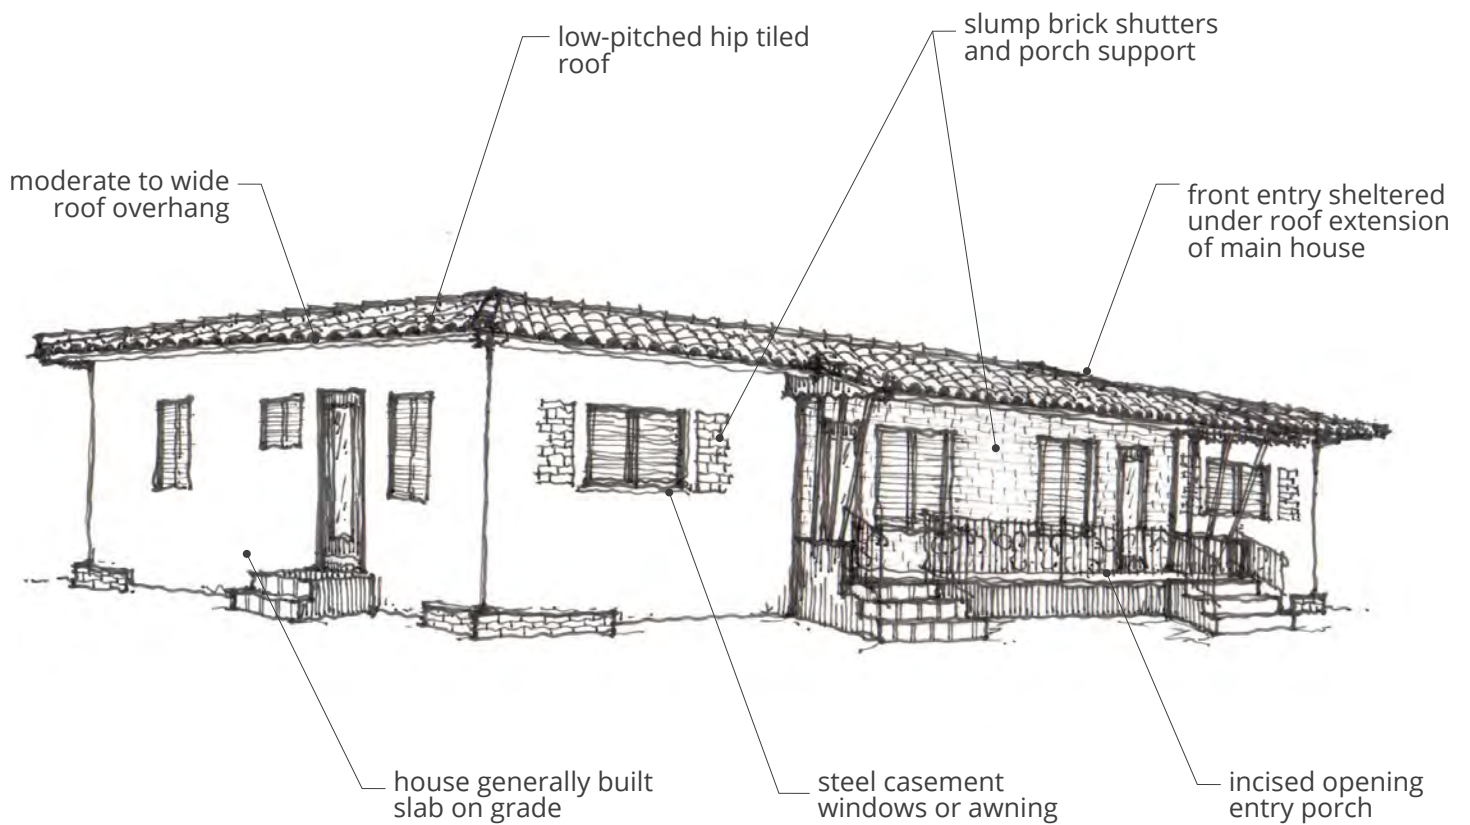 low-pitched hip tiled
roof
slump brick shutters
and porch support
moderate to wide
roof overhang
front entry sheltered
under roof extension
of main house
house generally built
slab on grade
steel casement
windows or awning
incised opening
entry porch